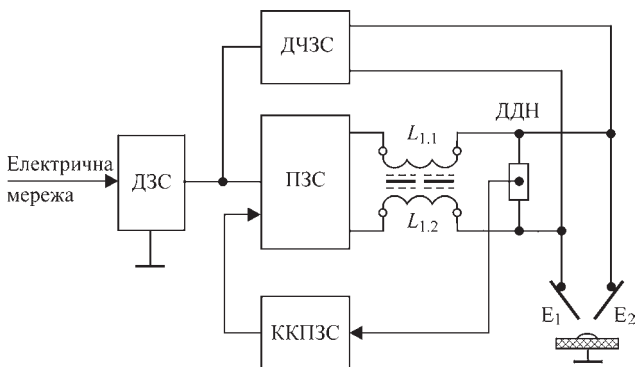 ДЧЗС
ДДН
L1.1
Електрична
мережа
ДЗС
ПЗС
L1.2
ККПЗС
E1
E2